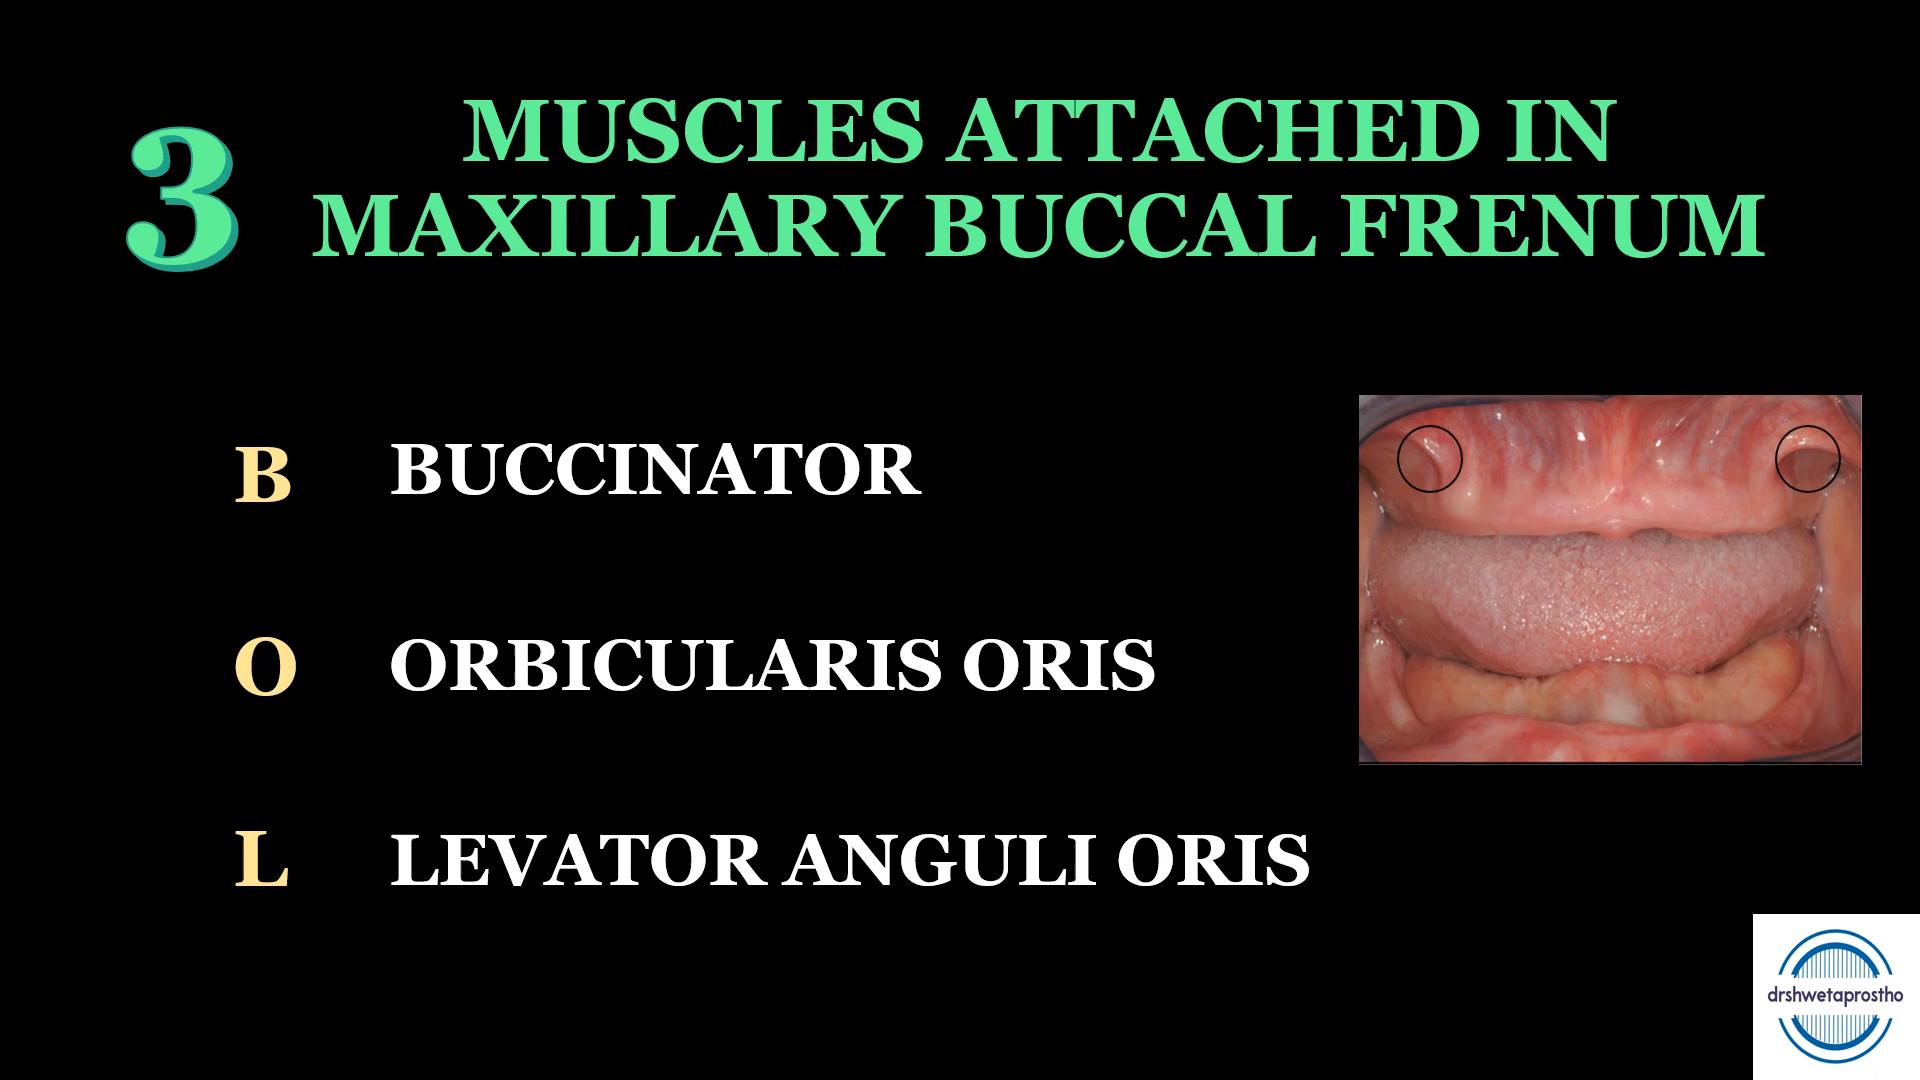 3
MUSCLES ATTACHED IN
MAXILLARY BUCCAL FRENUM
B BUCCINATOR
O ORBICULARIS ORIS
L LEVATOR ANGULI ORIS
drshwetaprostho